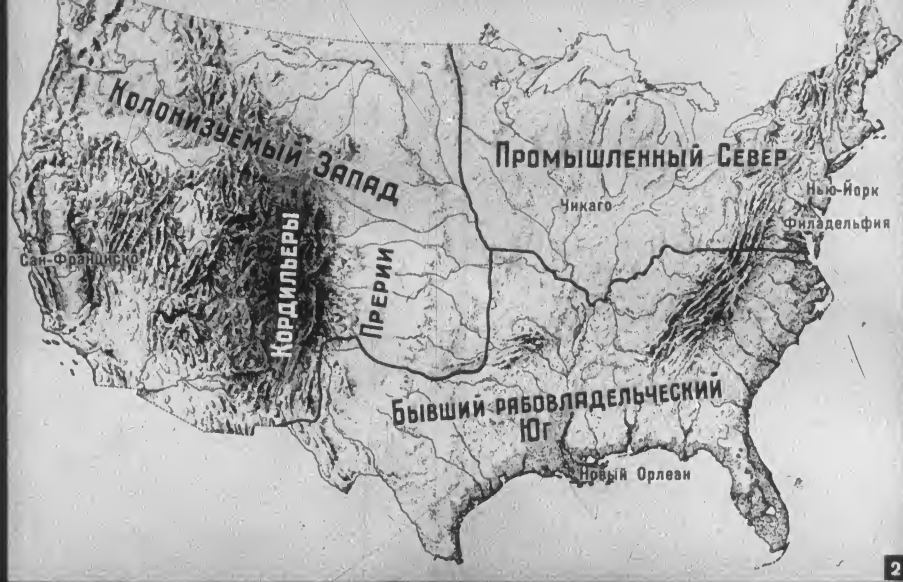 Колонизуемый Запад
Промышленный Север
Чикаго
Нью-Йорк
Филадельфия
Сан-Франциско
Кордильеры
Прерии
Бывший рабовладельческий
Юг
Новый Орлеан
2